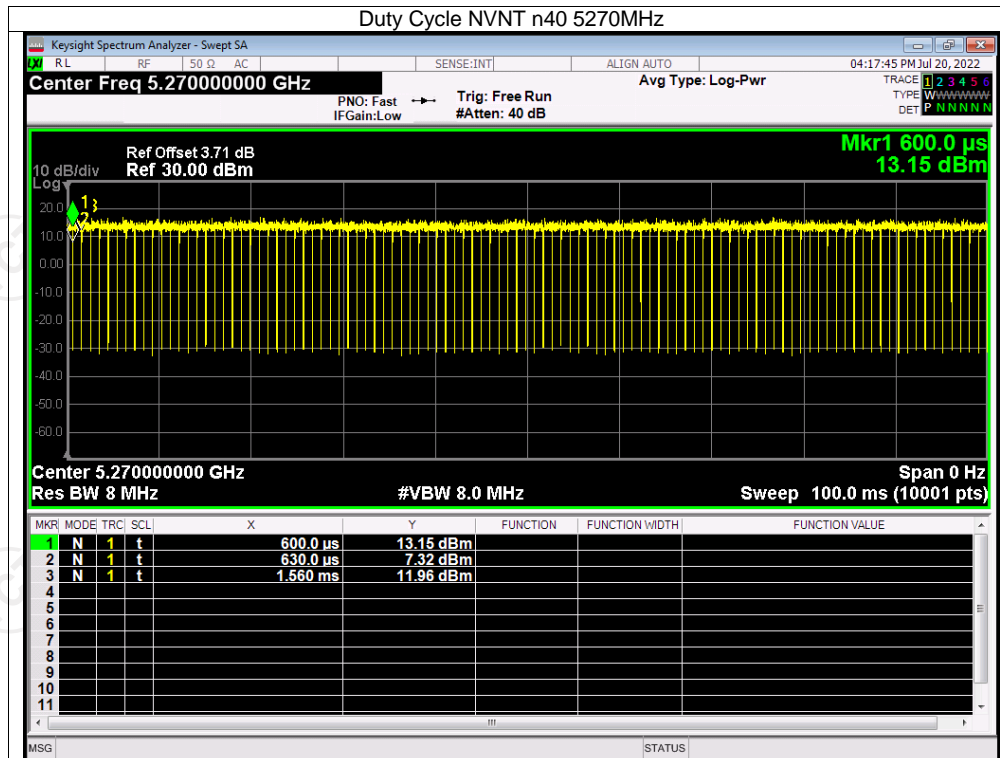 Duty Cycle NVNT n40 5270MHz
Keysight Spectrum Analyzer - Swept SA
LXI RL RF 50 Ω AC SENSE:INT ALIGN AUTO 04:17:45 PM Jul 20, 2022
Center Freq 5.270000000 GHz
PNO: Fast
IFGain:Low
Trig: Free Run
#Atten: 40 dB
Avg Type: Log-Pwr
TRACE 1 2 3 4 5 6
TYPE WWWWWW
DET P N N N N N
Ref Offset 3.71 dB
10 dB/div Ref 30.00 dBm
Log
Mkr1 600.0 µs
13.15 dBm
1
2
3
20.0
10.0
0.00
-10.0
-20.0
-30.0
-40.0
-50.0
-60.0
Center 5.270000000 GHz Span 0 Hz
Res BW 8 MHz #VBW 8.0 MHz Sweep 100.0 ms (10001 pts)
MKR MODE TRC SCL X Y FUNCTION FUNCTION WIDTH FUNCTION VALUE
1 N 1 t 600.0 µs 13.15 dBm
2 N 1 t 630.0 µs 7.32 dBm
3 N 1 t 1.560 ms 11.96 dBm
4
5
6
7
8
9
10
11
MSG STATUS